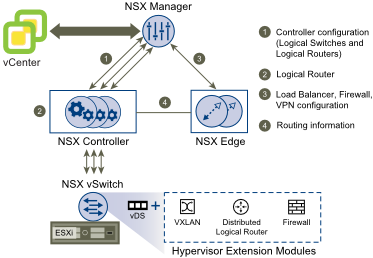 NSX Manager
vCenter
1
3
1 Controller configuration
(Logical Switches and
Logical Routers)
2 Logical Router
3 Load Balancer, Firewall,
VPN configuration
4 Routing information
2
4
NSX Controller
NSX Edge
NSX vSwitch
ESXi
vDS
+
VXLAN
Distributed
Logical Router
Firewall
Hypervisor Extension Modules